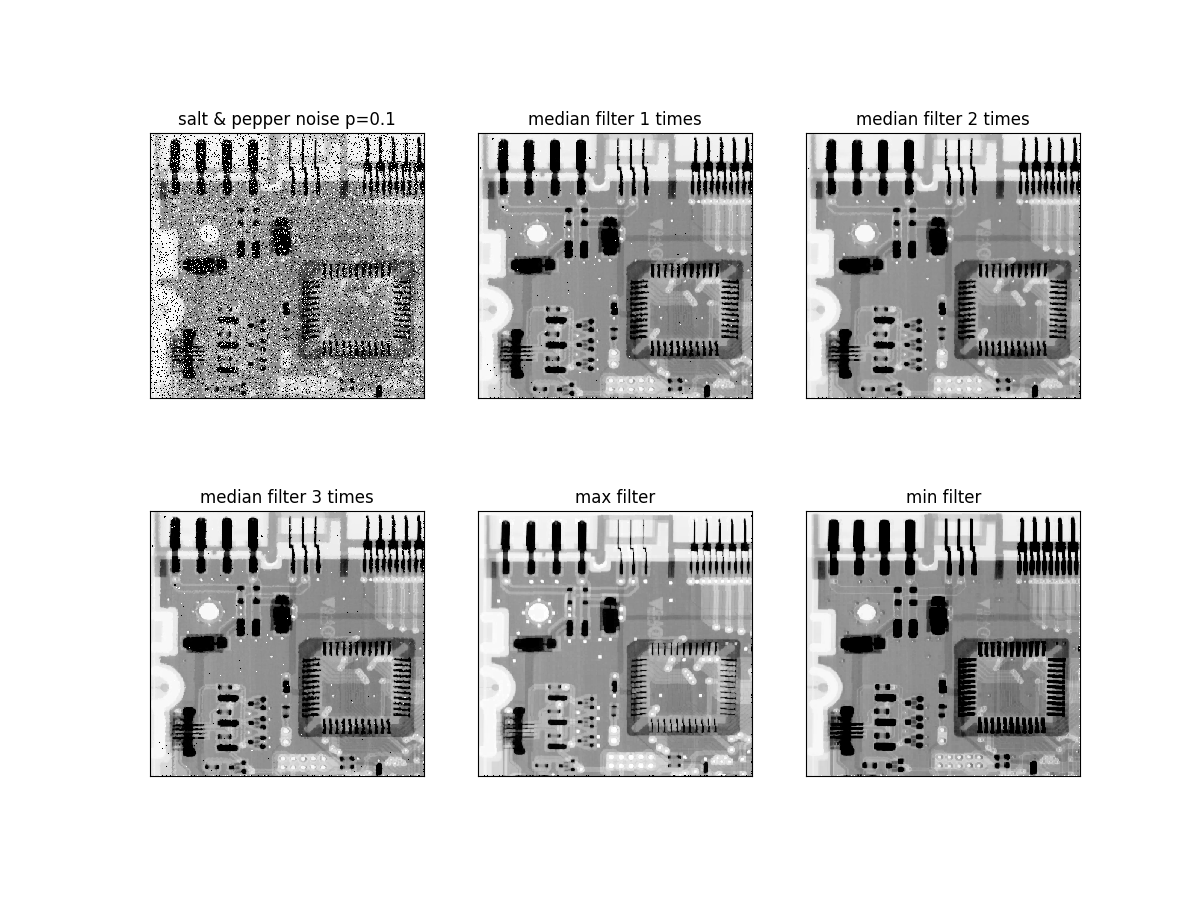 salt & pepper noise p=0.1
median filter 1 times
median filter 2 times
median filter 3 times
max filter
min filter